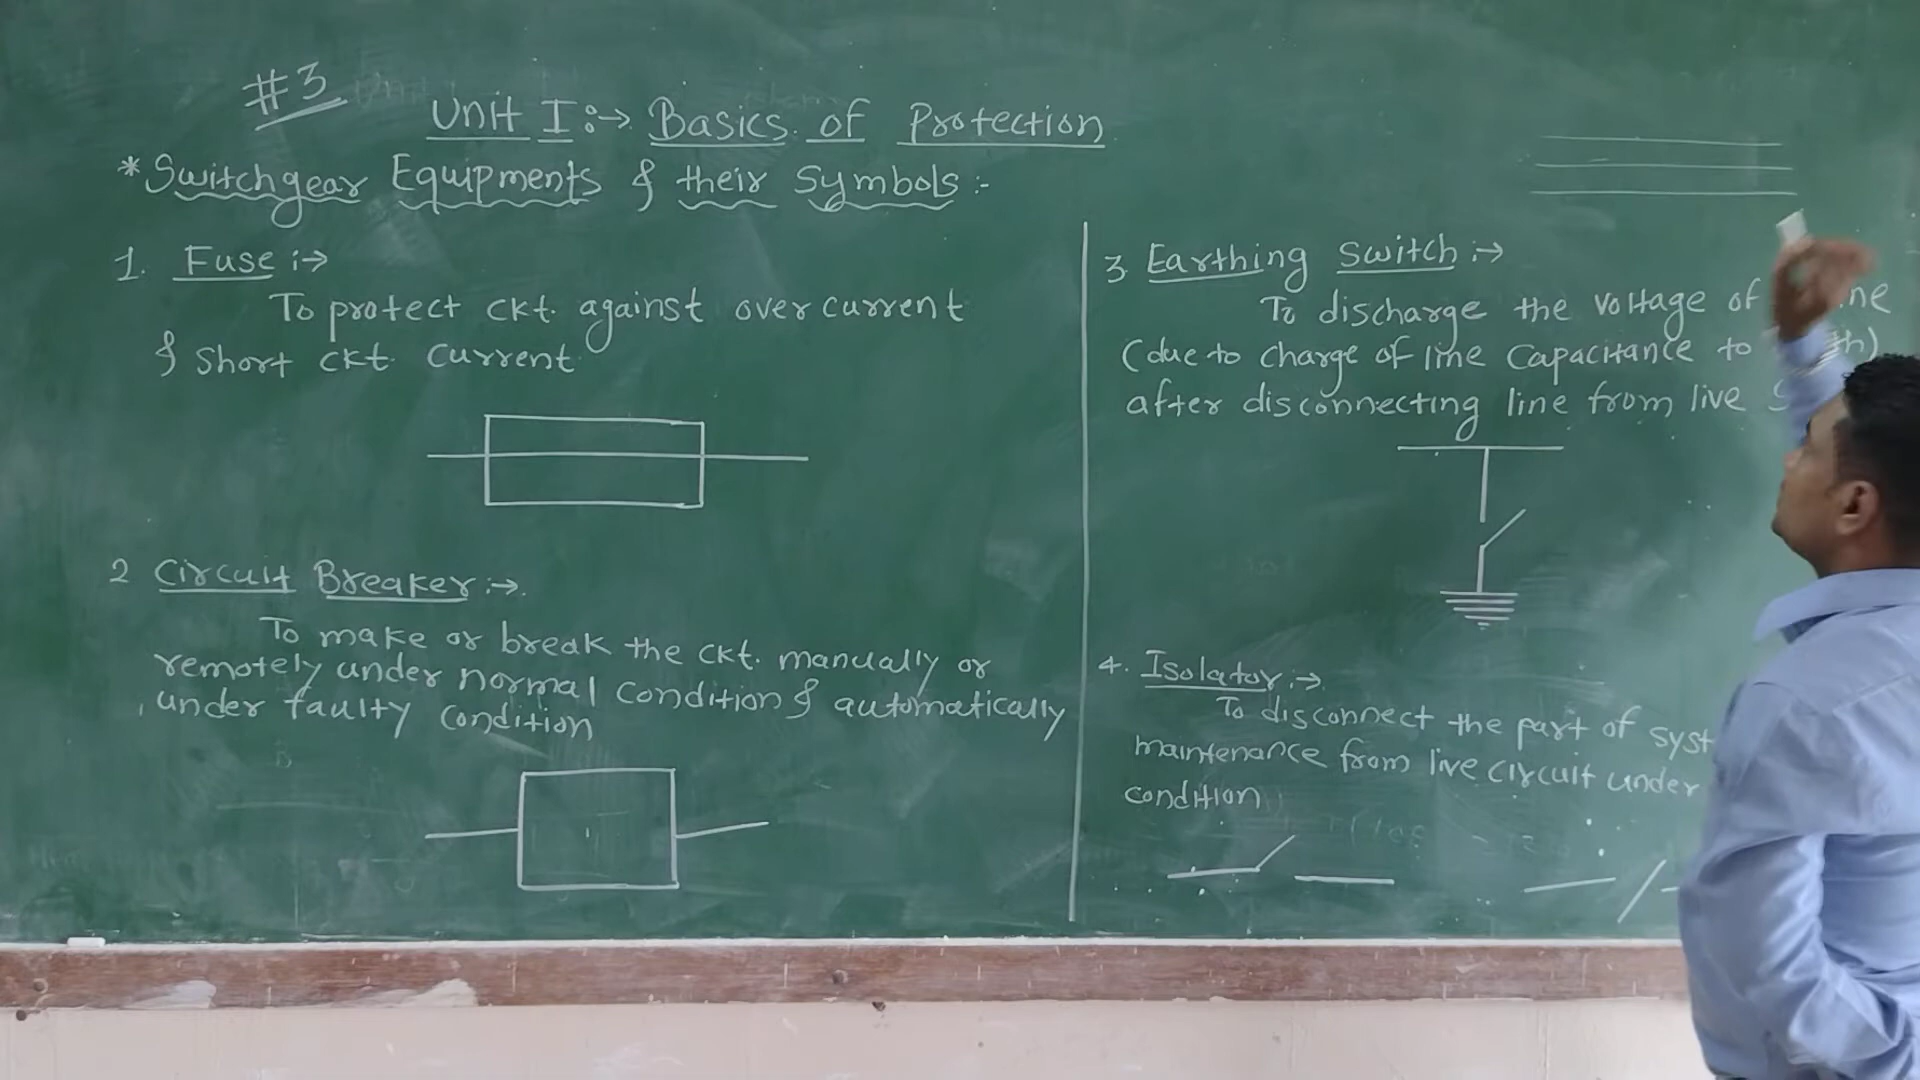 #3
Unit I :→ Basics of Protection
* Switchgear Equipments & their Symbols :-
1. Fuse :→
To protect ckt. against over current
& Short ckt. Current
2 Circuit Breaker :→
To make or break the ckt. manually or
remotely under normal condition & automatically
under faulty condition
3. Earthing Switch :→
To discharge the voltage of
(due to charge of line Capacitance to
after disconnecting line from live
4. Isolator :→
To disconnect the part of syst
maintenance from live circuit under
condition